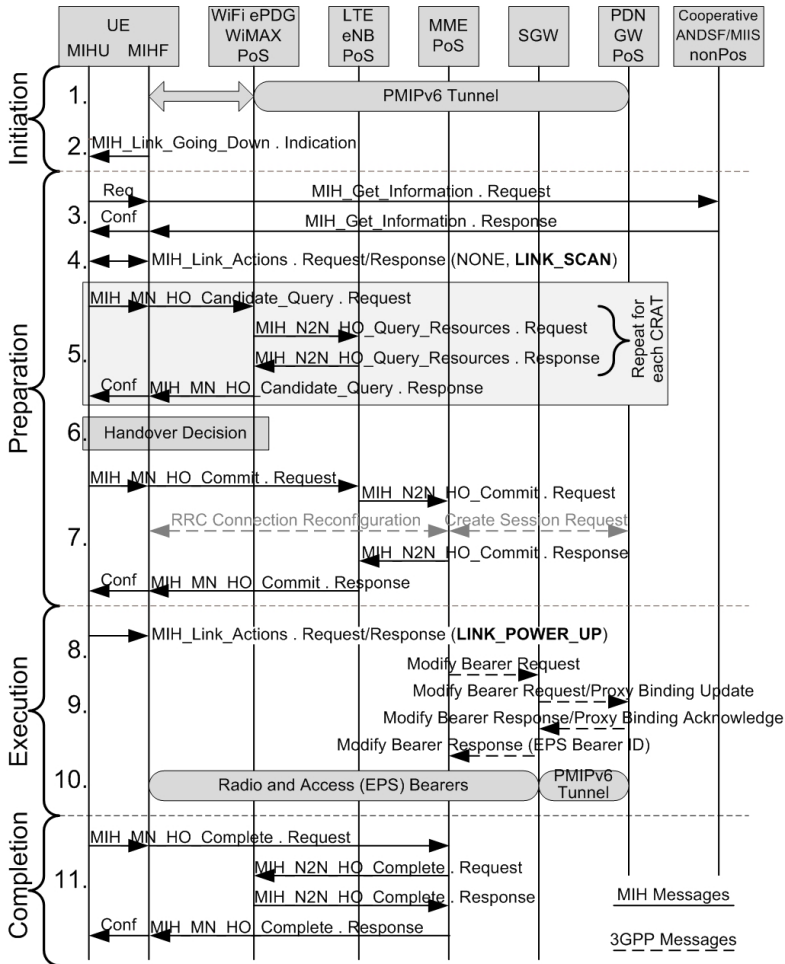 UE
MIHU MIHF
WiFi ePDG
WiMAX
PoS
LTE
eNB
PoS
MME
PoS
SGW
PDN
GW
PoS
Cooperative
ANDSF/MIIS
nonPos
Initiation
1.
PMIPv6 Tunnel
2.
MIH_Link_Going_Down . Indication
Preparation
3.
Req
MIH_Get_Information . Request
Conf
MIH_Get_Information . Response
4.
MIH_Link_Actions . Request/Response (NONE, LINK_SCAN)
5.
MIH_MN_HO_Candidate_Query . Request
MIH_N2N_HO_Query_Resources . Request
MIH_N2N_HO_Query_Resources . Response
Conf
MIH_MN_HO_Candidate_Query . Response
Repeat for
each CRAT
6.
Handover Decision
7.
MIH_MN_HO_Commit . Request
MIH_N2N_HO_Commit . Request
RRC Connection Reconfiguration
Create Session Request
MIH_N2N_HO_Commit . Response
Conf
MIH_MN_HO_Commit . Response
Execution
8.
MIH_Link_Actions . Request/Response (LINK_POWER_UP)
9.
Modify Bearer Request
Modify Bearer Request/Proxy Binding Update
Modify Bearer Response/Proxy Binding Acknowledge
Modify Bearer Response (EPS Bearer ID)
10.
Radio and Access (EPS) Bearers
PMIPv6
Tunnel
Completion
11.
MIH_MN_HO_Complete . Request
MIH_N2N_HO_Complete . Request
MIH_N2N_HO_Complete . Response
Conf
MIH_MN_HO_Complete . Response
MIH Messages
3GPP Messages